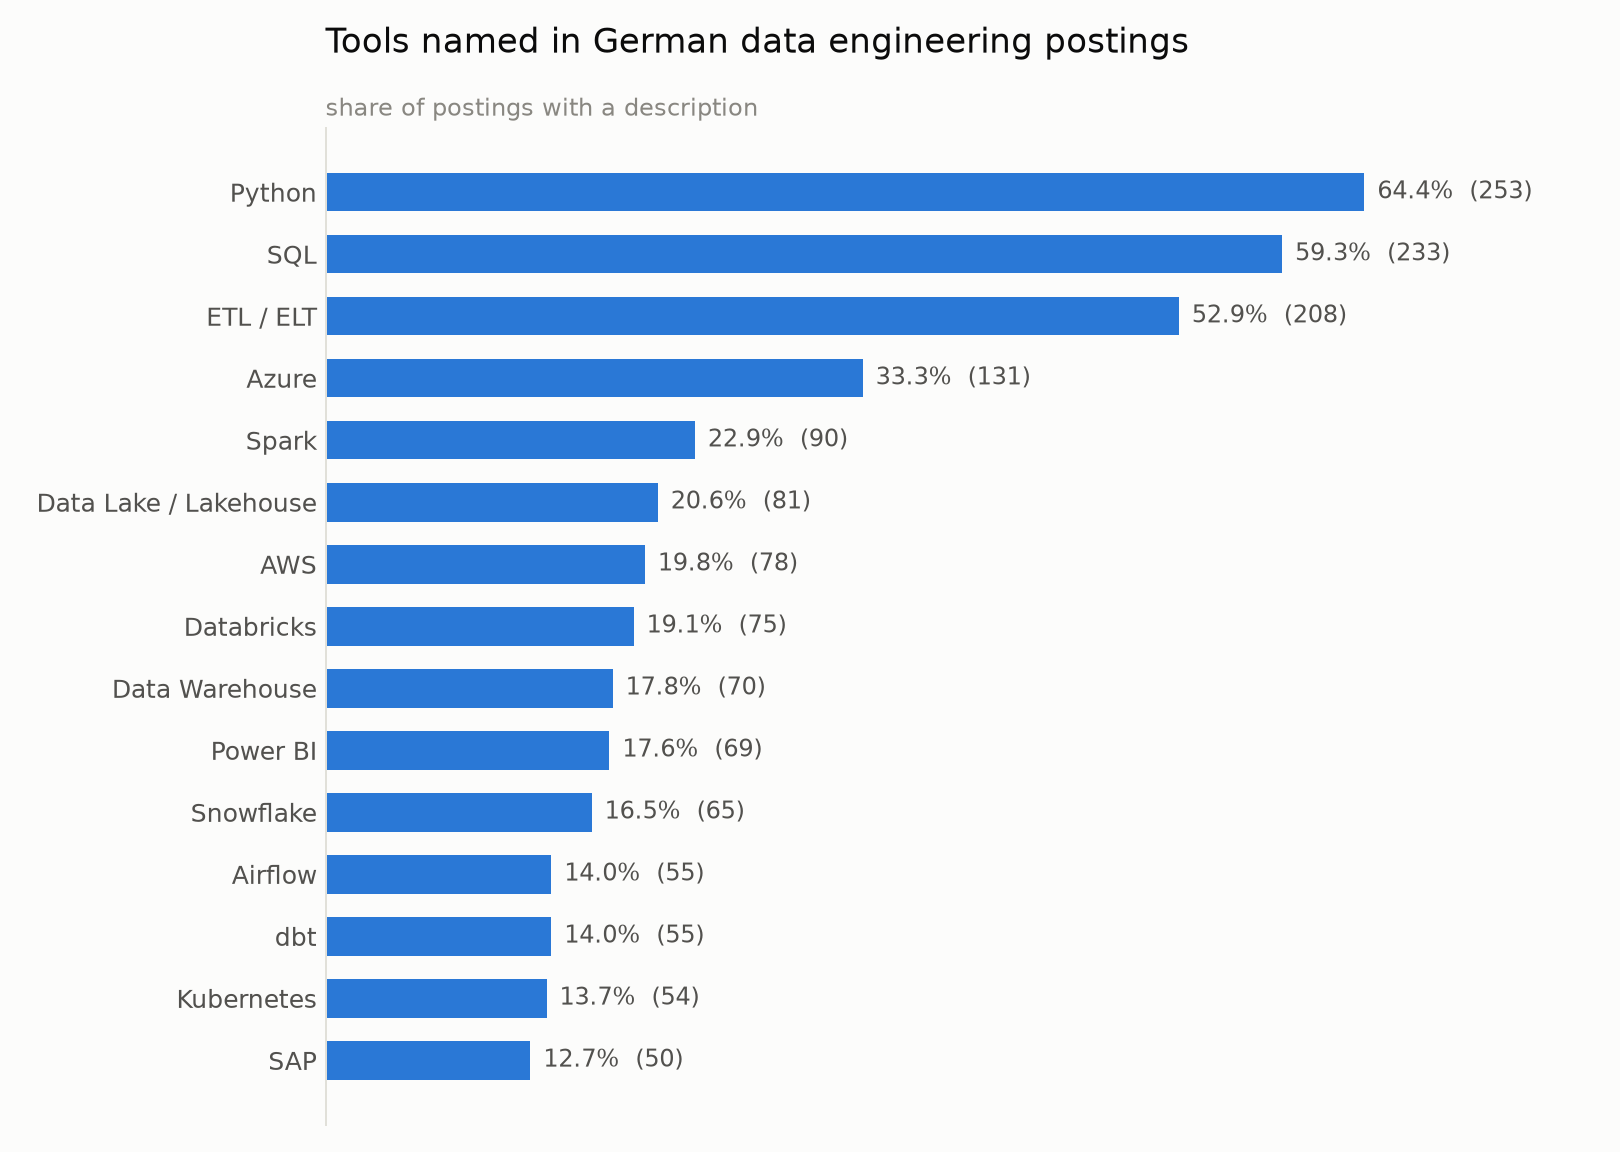 Tools named in German data engineering postings
share of postings with a description
Python 64.4% (253)
SQL 59.3% (233)
ETL / ELT 52.9% (208)
Azure 33.3% (131)
Spark 22.9% (90)
Data Lake / Lakehouse 20.6% (81)
AWS 19.8% (78)
Databricks 19.1% (75)
Data Warehouse 17.8% (70)
Power BI 17.6% (69)
Snowflake 16.5% (65)
Airflow 14.0% (55)
dbt 14.0% (55)
Kubernetes 13.7% (54)
SAP 12.7% (50)